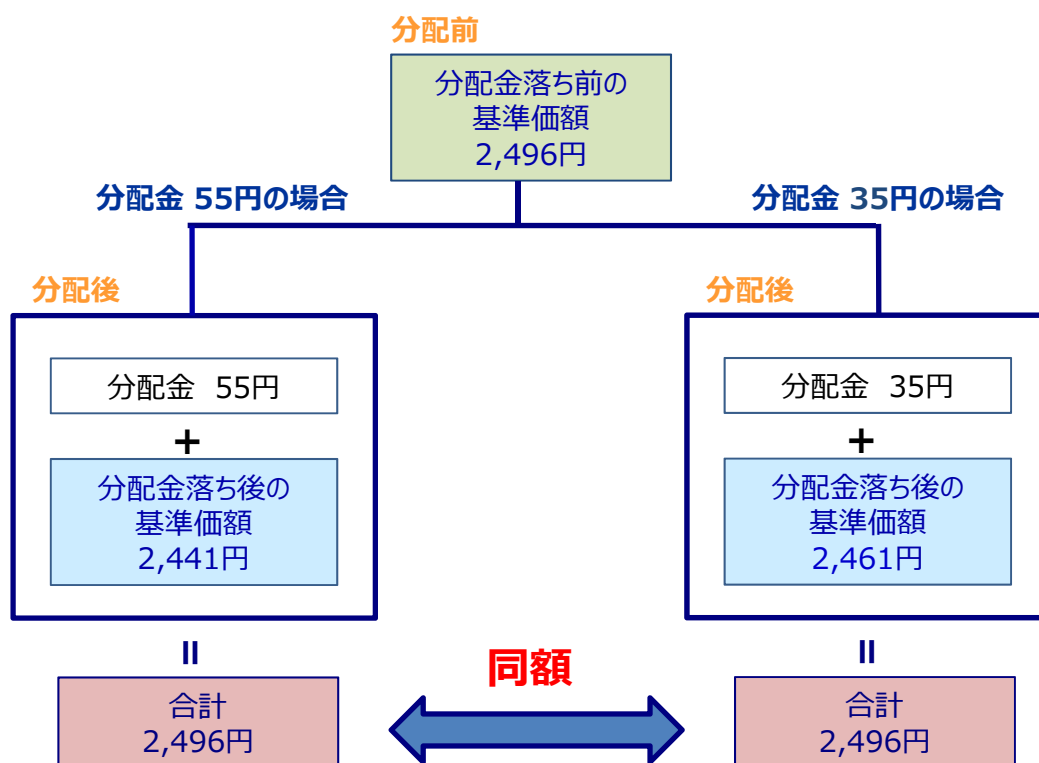 分配前
分配金落ち前の
基準価額
2,496円
分配金 55円の場合
分配金 35円の場合
分配後
分配金 55円
+
分配金落ち後の
基準価額
2,441円
=
合計
2,496円
分配後
分配金 35円
+
分配金落ち後の
基準価額
2,461円
=
合計
2,496円
同額